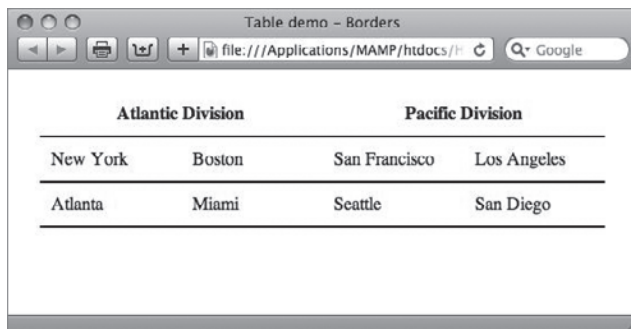 Table demo – Borders
file:///Applications/MAMP/htdocs/H
Google
Atlantic Division Pacific Division
New York Boston San Francisco Los Angeles
Atlanta Miami Seattle San Diego